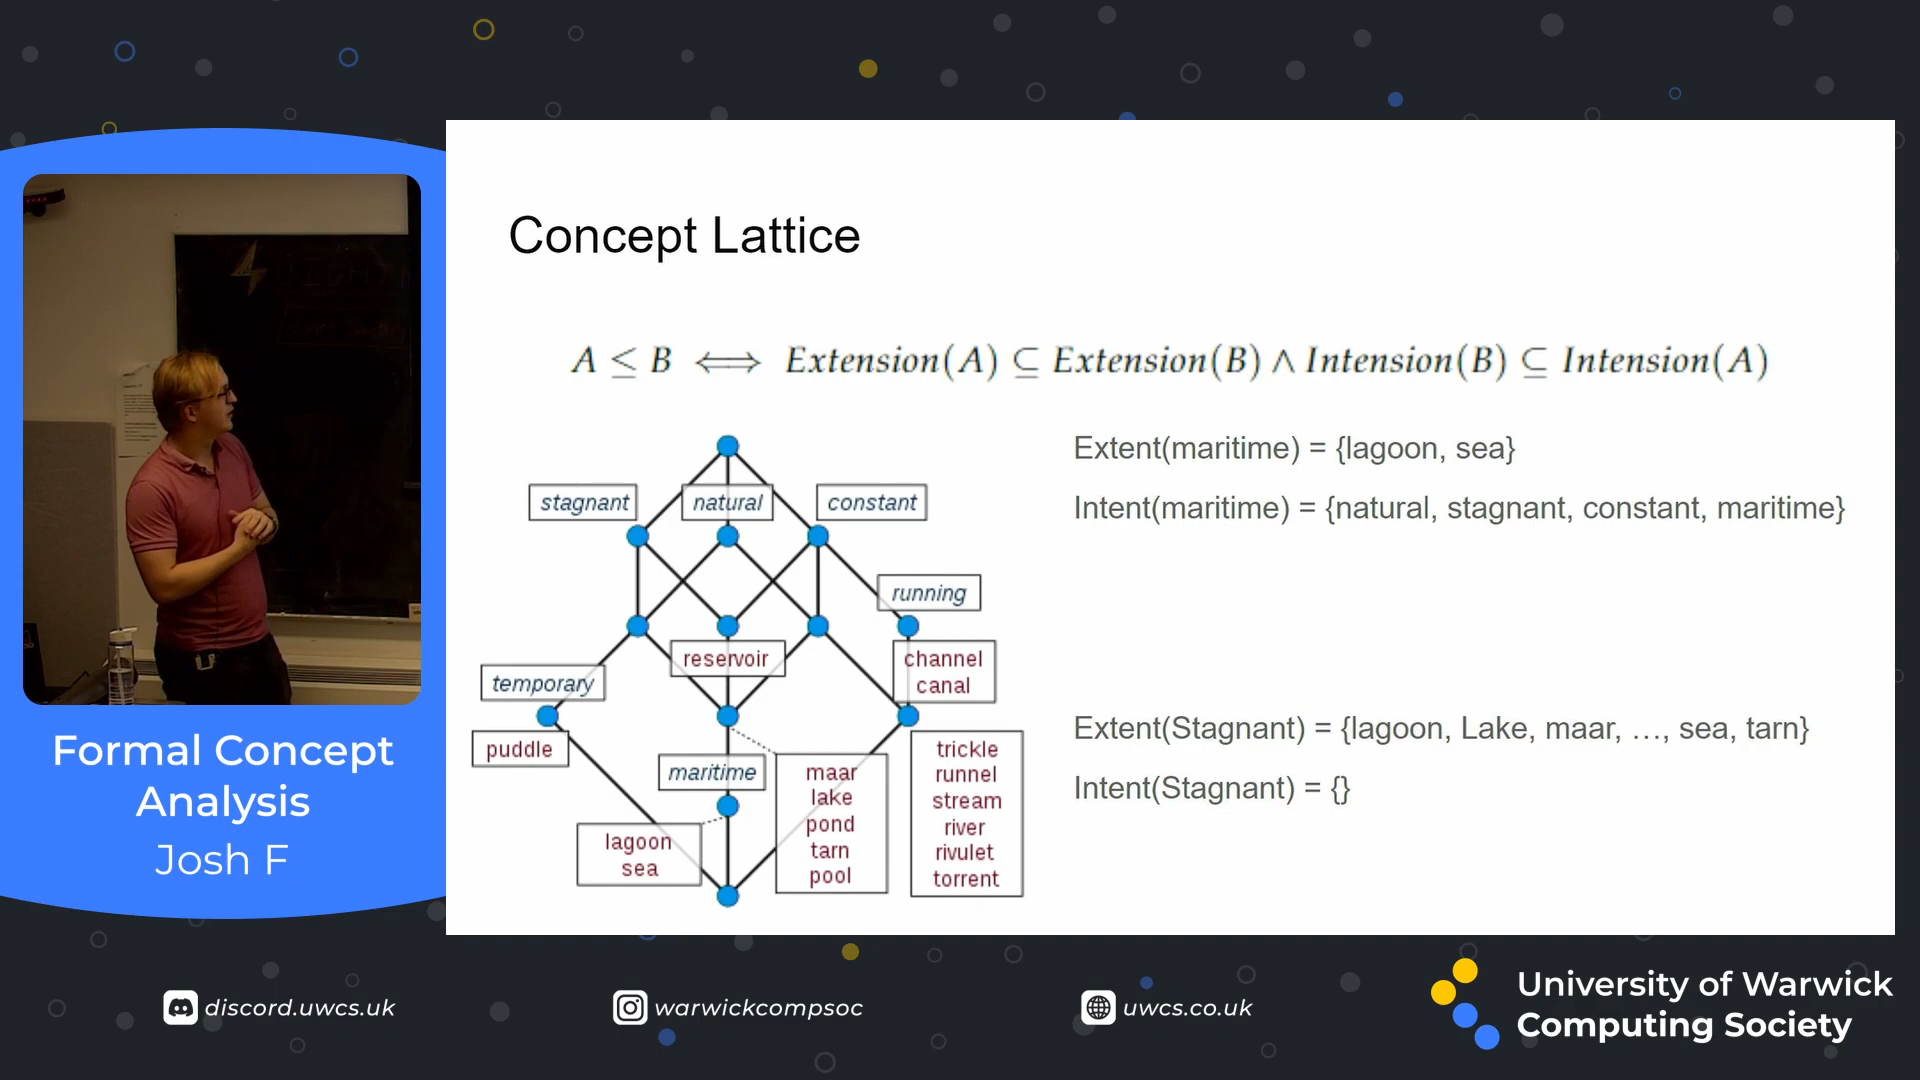 Concept Lattice
A ≤ B ⟺ Extension(A) ⊆ Extension(B) ∧ Intension(B) ⊆ Intension(A)
Extent(maritime) = {lagoon, sea}
Intent(maritime) = {natural, stagnant, constant, maritime}
Extent(Stagnant) = {lagoon, Lake, maar, …, sea, tarn}
Intent(Stagnant) = {}
stagnant
natural
constant
running
reservoir
channel
canal
temporary
puddle
maritime
maar
lake
pond
tarn
pool
trickle
runnel
stream
river
rivulet
torrent
lagoon
sea
Formal Concept
Analysis
Josh F
discord.uwcs.uk
warwickcompsoc
uwcs.co.uk
University of Warwick
Computing Society